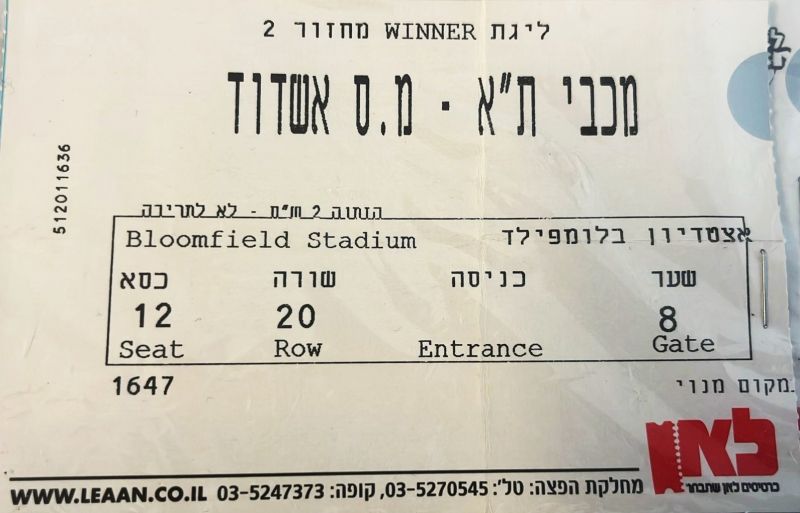 ליגת WINNER מחזור 2
מכבי ת"א - מ.ס אשדוד
512011636
הנחה 2 מש"ח - לא למכירה
Bloomfield Stadium אצטדיון בלומפילד
שער כניסה שורה כסא
8 20 12
Seat Row Entrance Gate
1647 מקום מנוי
לאן
כרטיסים לאן שתבחר
מחלקת הפצה: טל': 03-5270545, קופה: 03-5247373 WWW.LEAAN.CO.IL